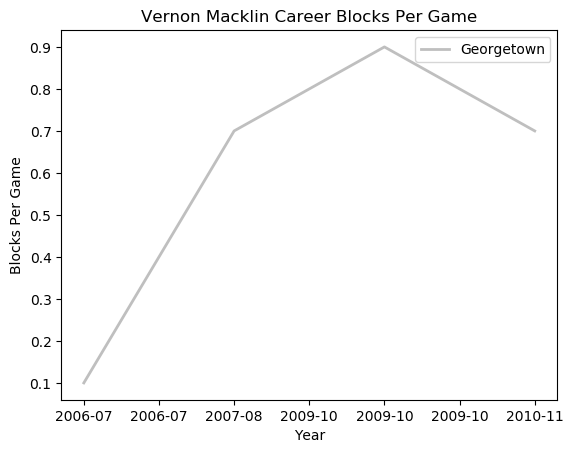 Vernon Macklin Career Blocks Per Game
Georgetown
0.9
0.8
0.7
0.6
0.5
0.4
0.3
0.2
0.1
Blocks Per Game
2006-07 2006-07 2007-08 2009-10 2009-10 2009-10 2010-11
Year